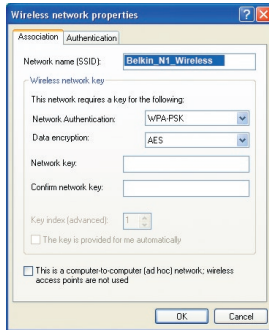 Wireless network properties
Association Authentication
Network name (SSID): Belkin_N1_Wireless
Wireless network key
This network requires a key for the following:
Network Authentication: WPA-PSK
Data encryption: AES
Network key:
Confirm network key:
Key index (advanced): 1
The key is provided for me automatically
This is a computer-to-computer (ad hoc) network; wireless
access points are not used
OK Cancel